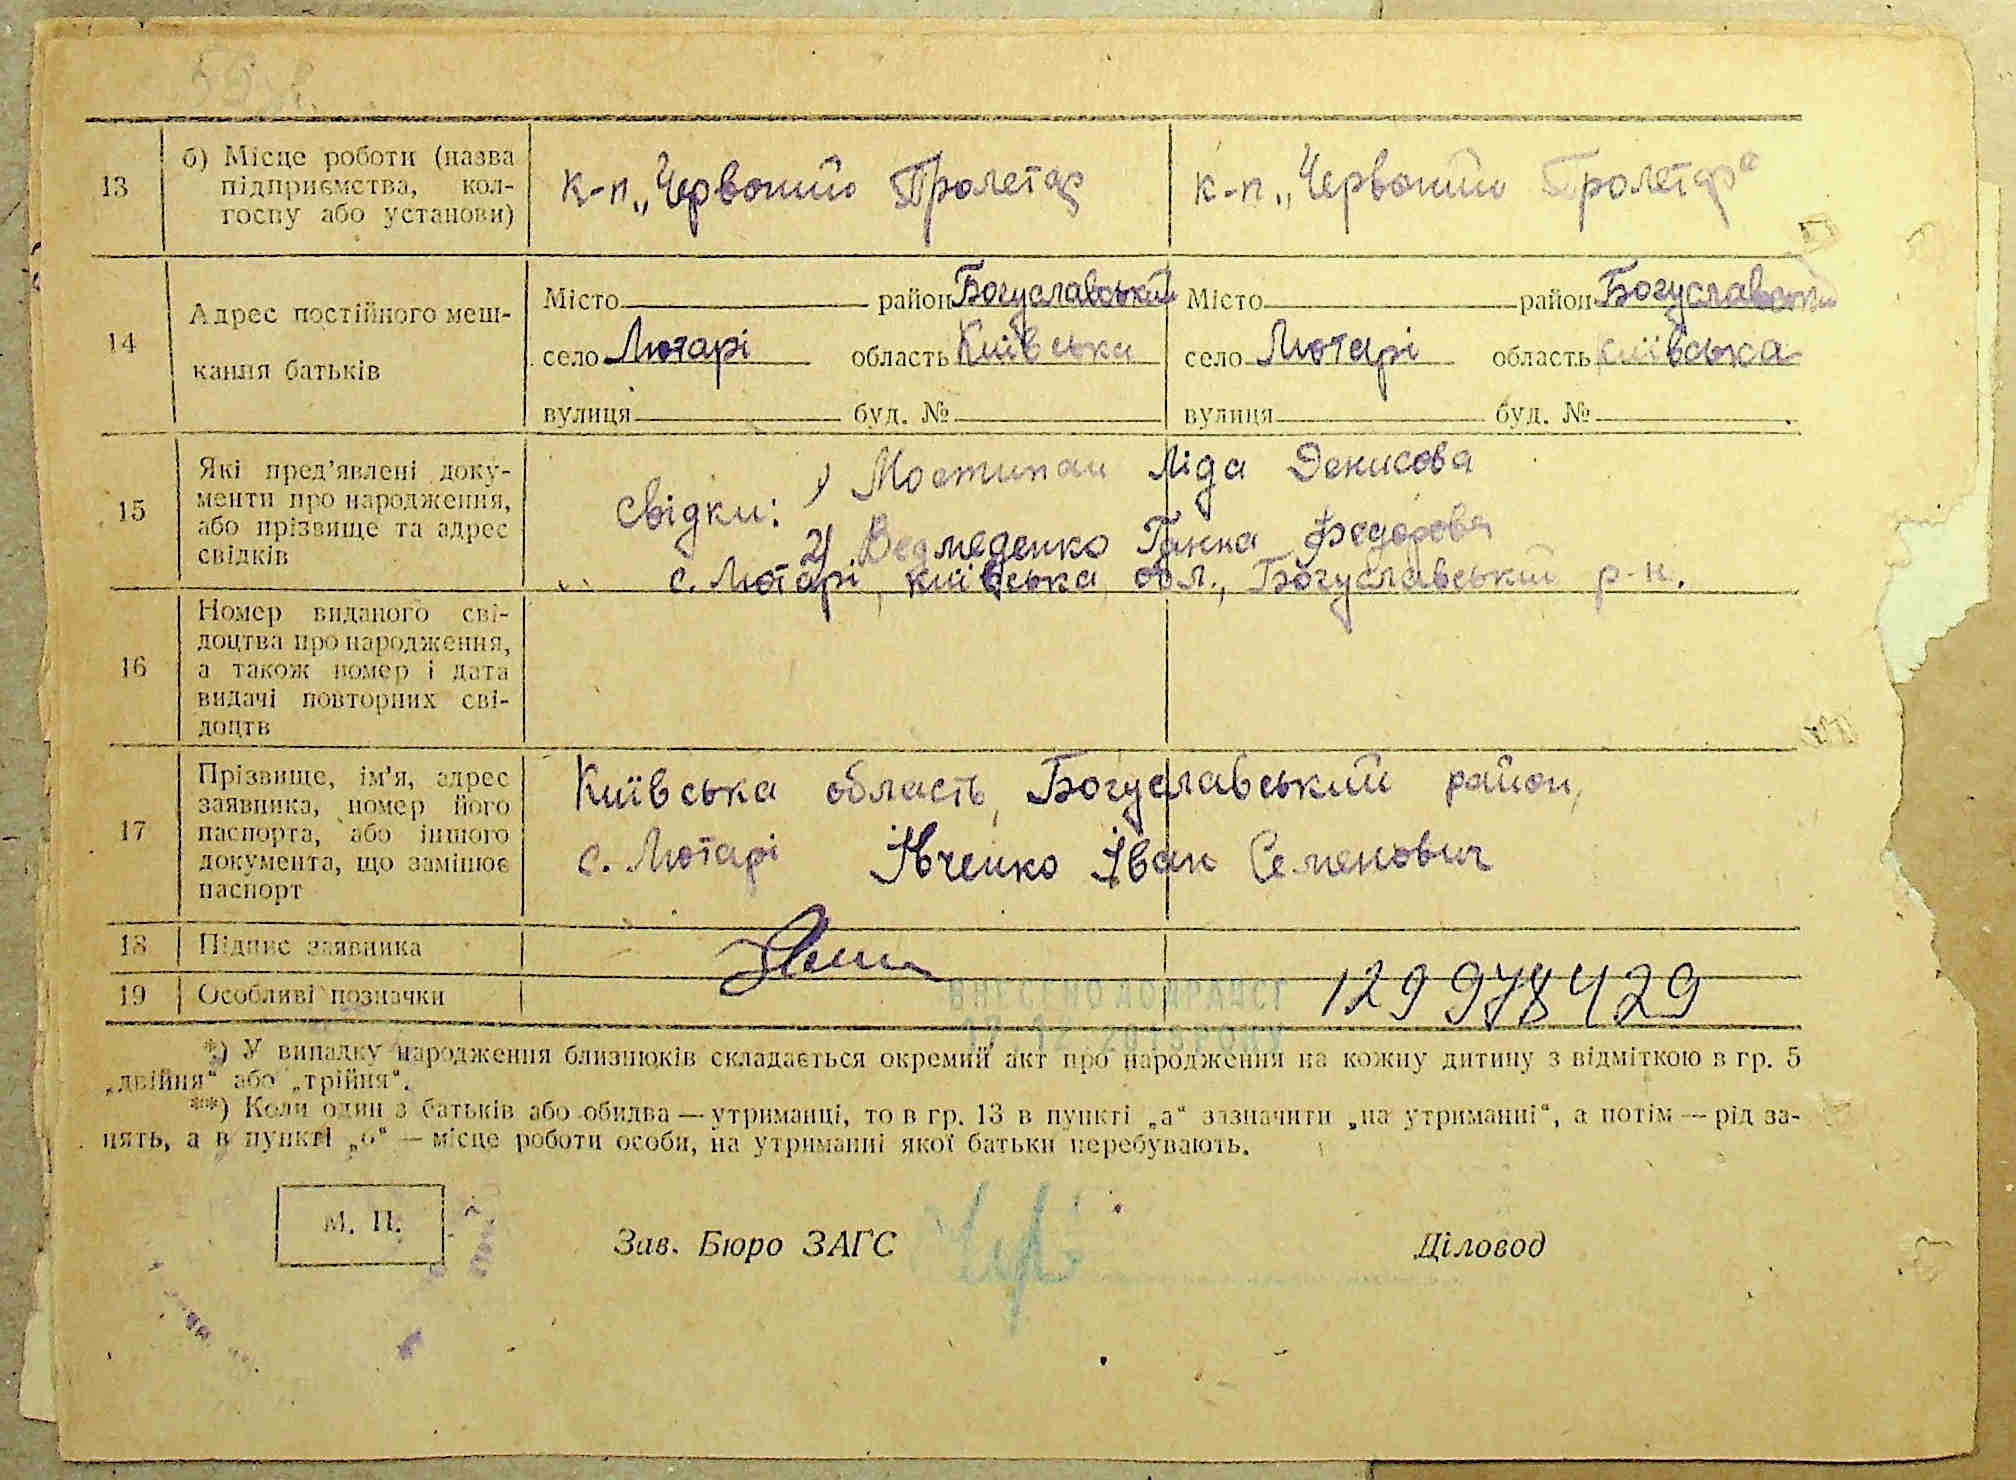 13
б) Місце роботи (назва
підприємства, кол-
госпу або установи)
к-п „Червоний Пролетар
к-п „Червоний Пролетар“
14
Адрес постійного меш-
кання батьків
Місто район Богуславський
село Лютарі область Київська
вулиця буд. №
Місто район Богуславськ
село Лютарі область київська
вулиця буд. №
15
Які пред’явлені доку-
менти про народження,
або прізвище та адрес
свідків
Свідки: 1) Мостипан Ліда Денисова
2) Ведмеденко Ганна Федорова
с. Лютарі, київська обл., Богуславський р-н.
16
Номер виданого сві-
доцтва про народження,
а також номер і дата
видачі повторних сві-
доцтв
17
Прізвище, ім’я, адрес
заявника, номер його
паспорта, або іншого
документа, що замінює
паспорт
Київська область, Богуславський район,
с. Лютарі Івченко Іван Семенович
18
Підпис заявника
19
Особливі позначки
ВНЕСЕНО ДО ДРАЦСГ
129 978 429
*) У випадку народження близнюків складається окремий акт про народження на кожну дитину з відміткою в гр. 5
„двійня“ або „трійня“.
**) Коли один з батьків або обидва — утриманці, то в гр. 13 в пункті „а“ зазначити „на утриманні“, а потім — рід за-
нять, а в пункті „б“ — місце роботи особи, на утриманні якої батьки перебувають.
М. П.
Зав. Бюро ЗАГС
Діловод